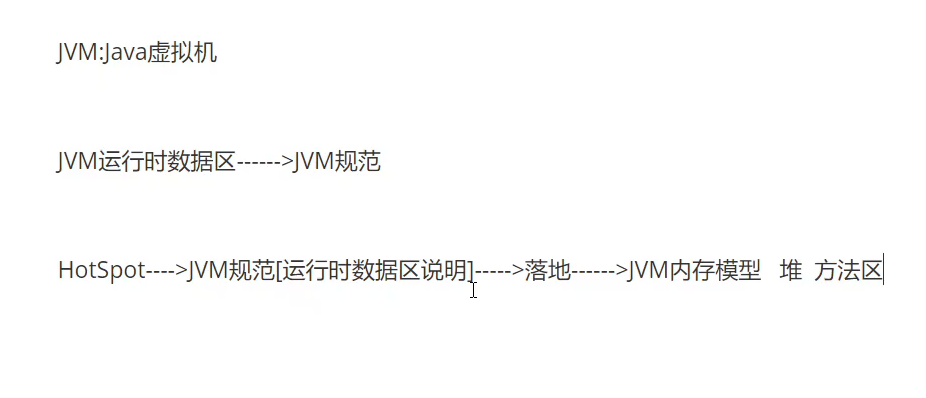 JVM:Java虚拟机
JVM运行时数据区------>JVM规范
HotSpot---->JVM规范[运行时数据区说明]----->落地------>JVM内存模型 堆 方法区